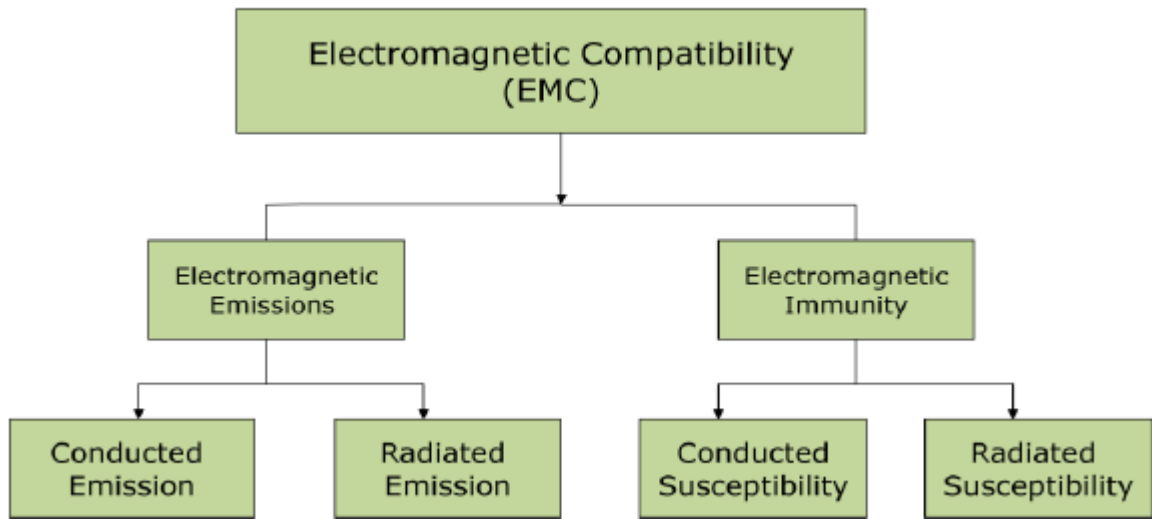 Electromagnetic Compatibility
(EMC)
Electromagnetic
Emissions
Electromagnetic
Immunity
Conducted
Emission
Radiated
Emission
Conducted
Susceptibility
Radiated
Susceptibility